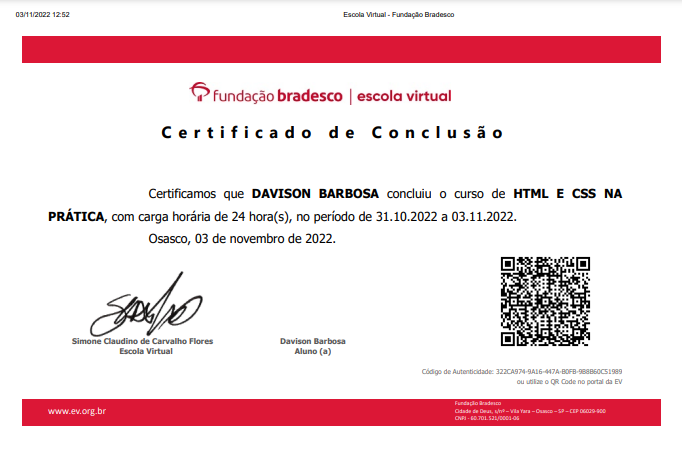 03/11/2022 12:52
Escola Virtual - Fundação Bradesco
fundação bradesco | escola virtual
Certificado de Conclusão
Certificamos que DAVISON BARBOSA concluiu o curso de HTML E CSS NA
PRÁTICA, com carga horária de 24 hora(s), no período de 31.10.2022 a 03.11.2022.
Osasco, 03 de novembro de 2022.
Simone Claudino de Carvalho Flores
Escola Virtual
Davison Barbosa
Aluno (a)
Código de Autenticidade: 322CA974-9A16-447A-B0FB-9B8B60C51989
ou utilize o QR Code no portal da EV
www.ev.org.br
Fundação Bradesco
Cidade de Deus, s/nº – Vila Yara – Osasco – SP – CEP 06029-900
CNPJ - 60.701.521/0001-06